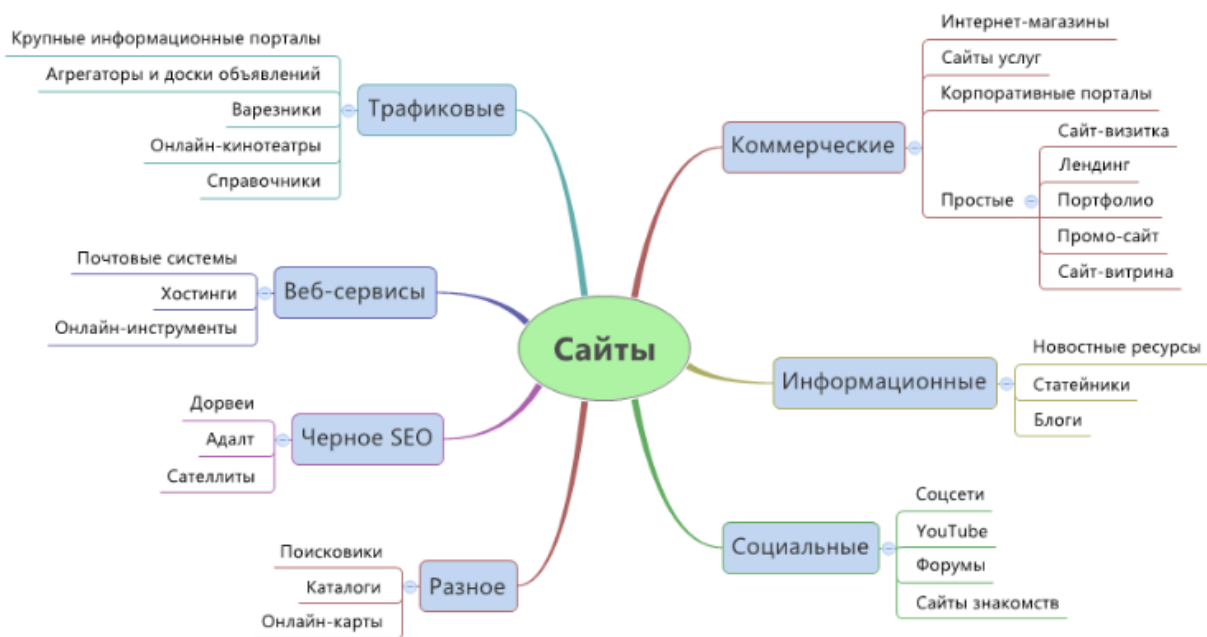 Сайты
Трафиковые
Крупные информационные порталы
Агрегаторы и доски объявлений
Варезники
Онлайн-кинотеатры
Справочники
Веб-сервисы
Почтовые системы
Хостинги
Онлайн-инструменты
Черное SEO
Дорвеи
Адалт
Сателлиты
Разное
Поисковики
Каталоги
Онлайн-карты
Коммерческие
Интернет-магазины
Сайты услуг
Корпоративные порталы
Простые
Сайт-визитка
Лендинг
Портфолио
Промо-сайт
Сайт-витрина
Информационные
Новостные ресурсы
Статейники
Блоги
Социальные
Соцсети
YouTube
Форумы
Сайты знакомств